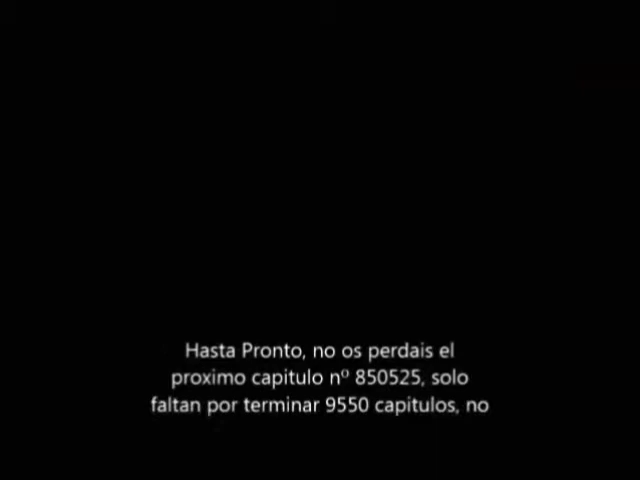 Hasta Pronto, no os perdais el
proximo capitulo nº 850525, solo
faltan por terminar 9550 capitulos, no